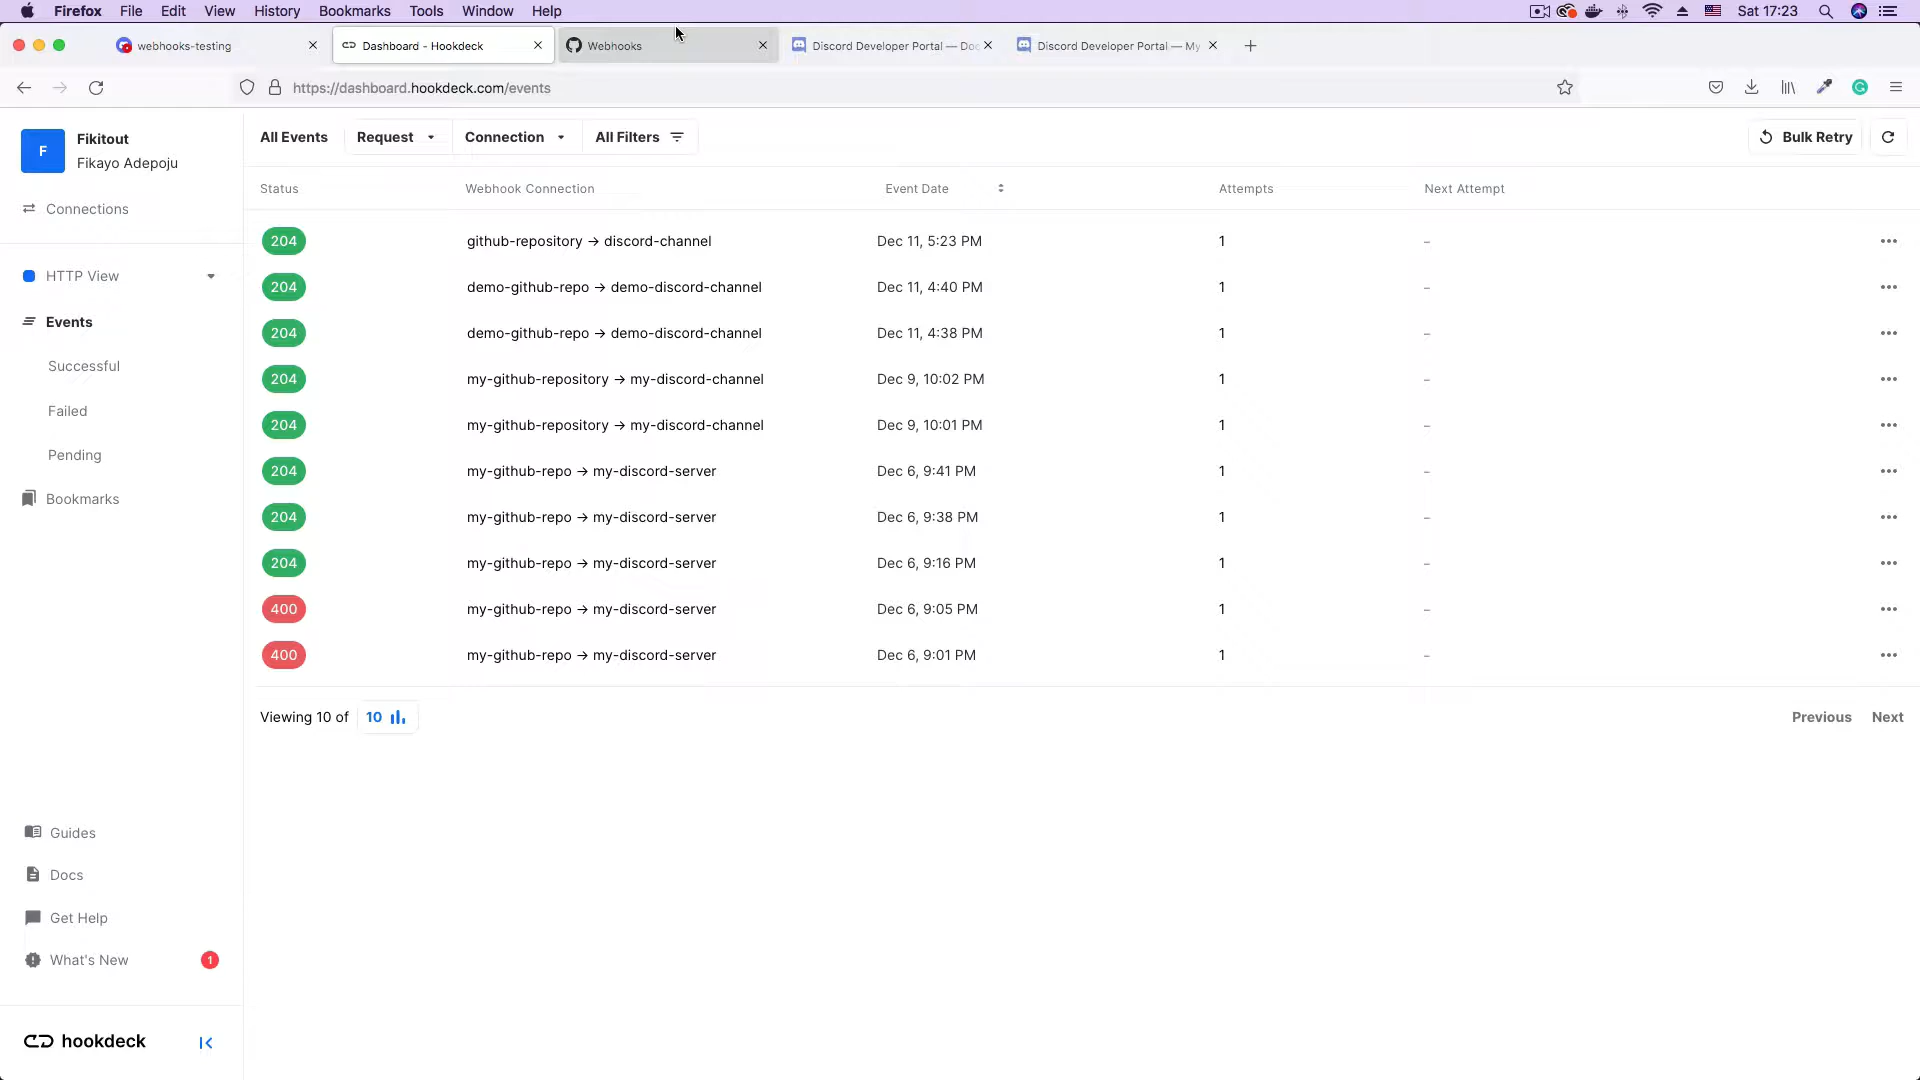 Firefox File Edit View History Bookmarks Tools Window Help Sat 17:23
webhooks-testing Dashboard - Hookdeck Webhooks Discord Developer Portal — Doc Discord Developer Portal — My
https://dashboard.hookdeck.com/events
F
Fikitout
Fikayo Adepoju
Connections
HTTP View
Events
Successful
Failed
Pending
Bookmarks
Guides
Docs
Get Help
What's New 1
hookdeck
All Events Request Connection All Filters Bulk Retry
Status Webhook Connection Event Date Attempts Next Attempt
204 github-repository → discord-channel Dec 11, 5:23 PM 1 –
204 demo-github-repo → demo-discord-channel Dec 11, 4:40 PM 1 –
204 demo-github-repo → demo-discord-channel Dec 11, 4:38 PM 1 –
204 my-github-repository → my-discord-channel Dec 9, 10:02 PM 1 –
204 my-github-repository → my-discord-channel Dec 9, 10:01 PM 1 –
204 my-github-repo → my-discord-server Dec 6, 9:41 PM 1 –
204 my-github-repo → my-discord-server Dec 6, 9:38 PM 1 –
204 my-github-repo → my-discord-server Dec 6, 9:16 PM 1 –
400 my-github-repo → my-discord-server Dec 6, 9:05 PM 1 –
400 my-github-repo → my-discord-server Dec 6, 9:01 PM 1 –
Viewing 10 of 10 Previous Next